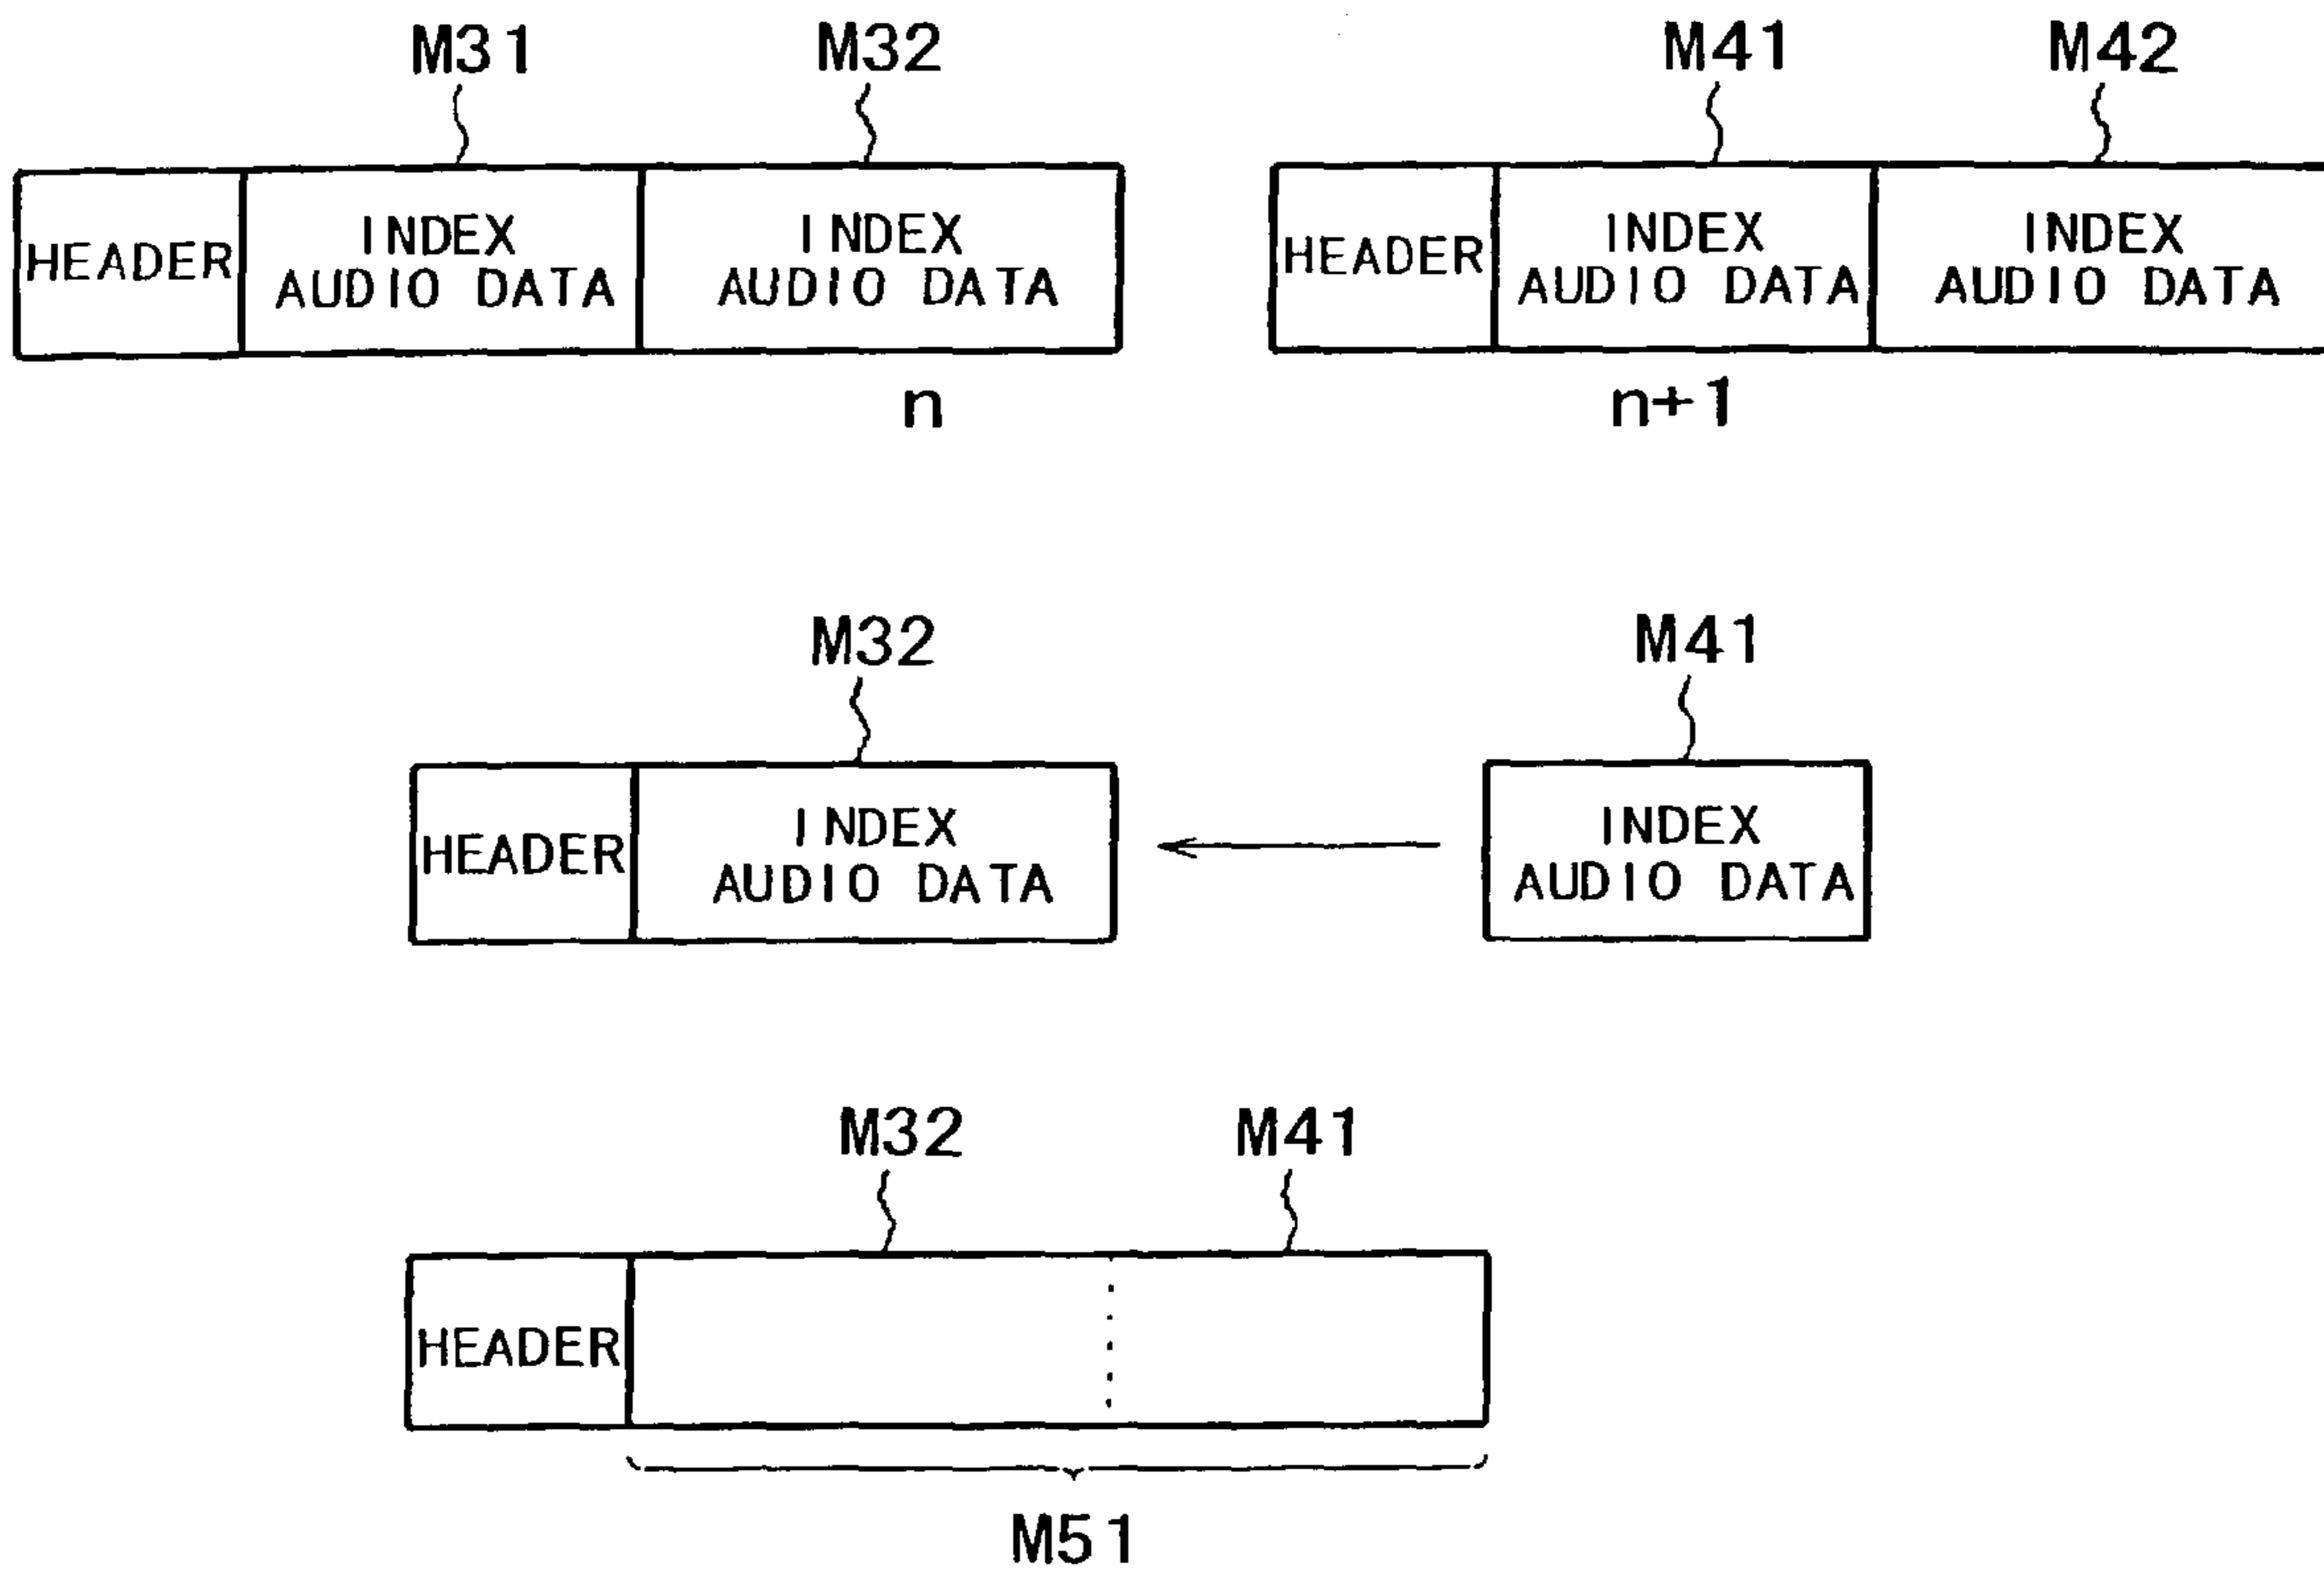 M31 M32 M41 M42
HEADER
INDEX
AUDIO DATA
INDEX
AUDIO DATA
HEADER
INDEX
AUDIO DATA
INDEX
AUDIO DATA
n n+1
M32 M41
HEADER
INDEX
AUDIO DATA
INDEX
AUDIO DATA
M32 M41
HEADER
M51